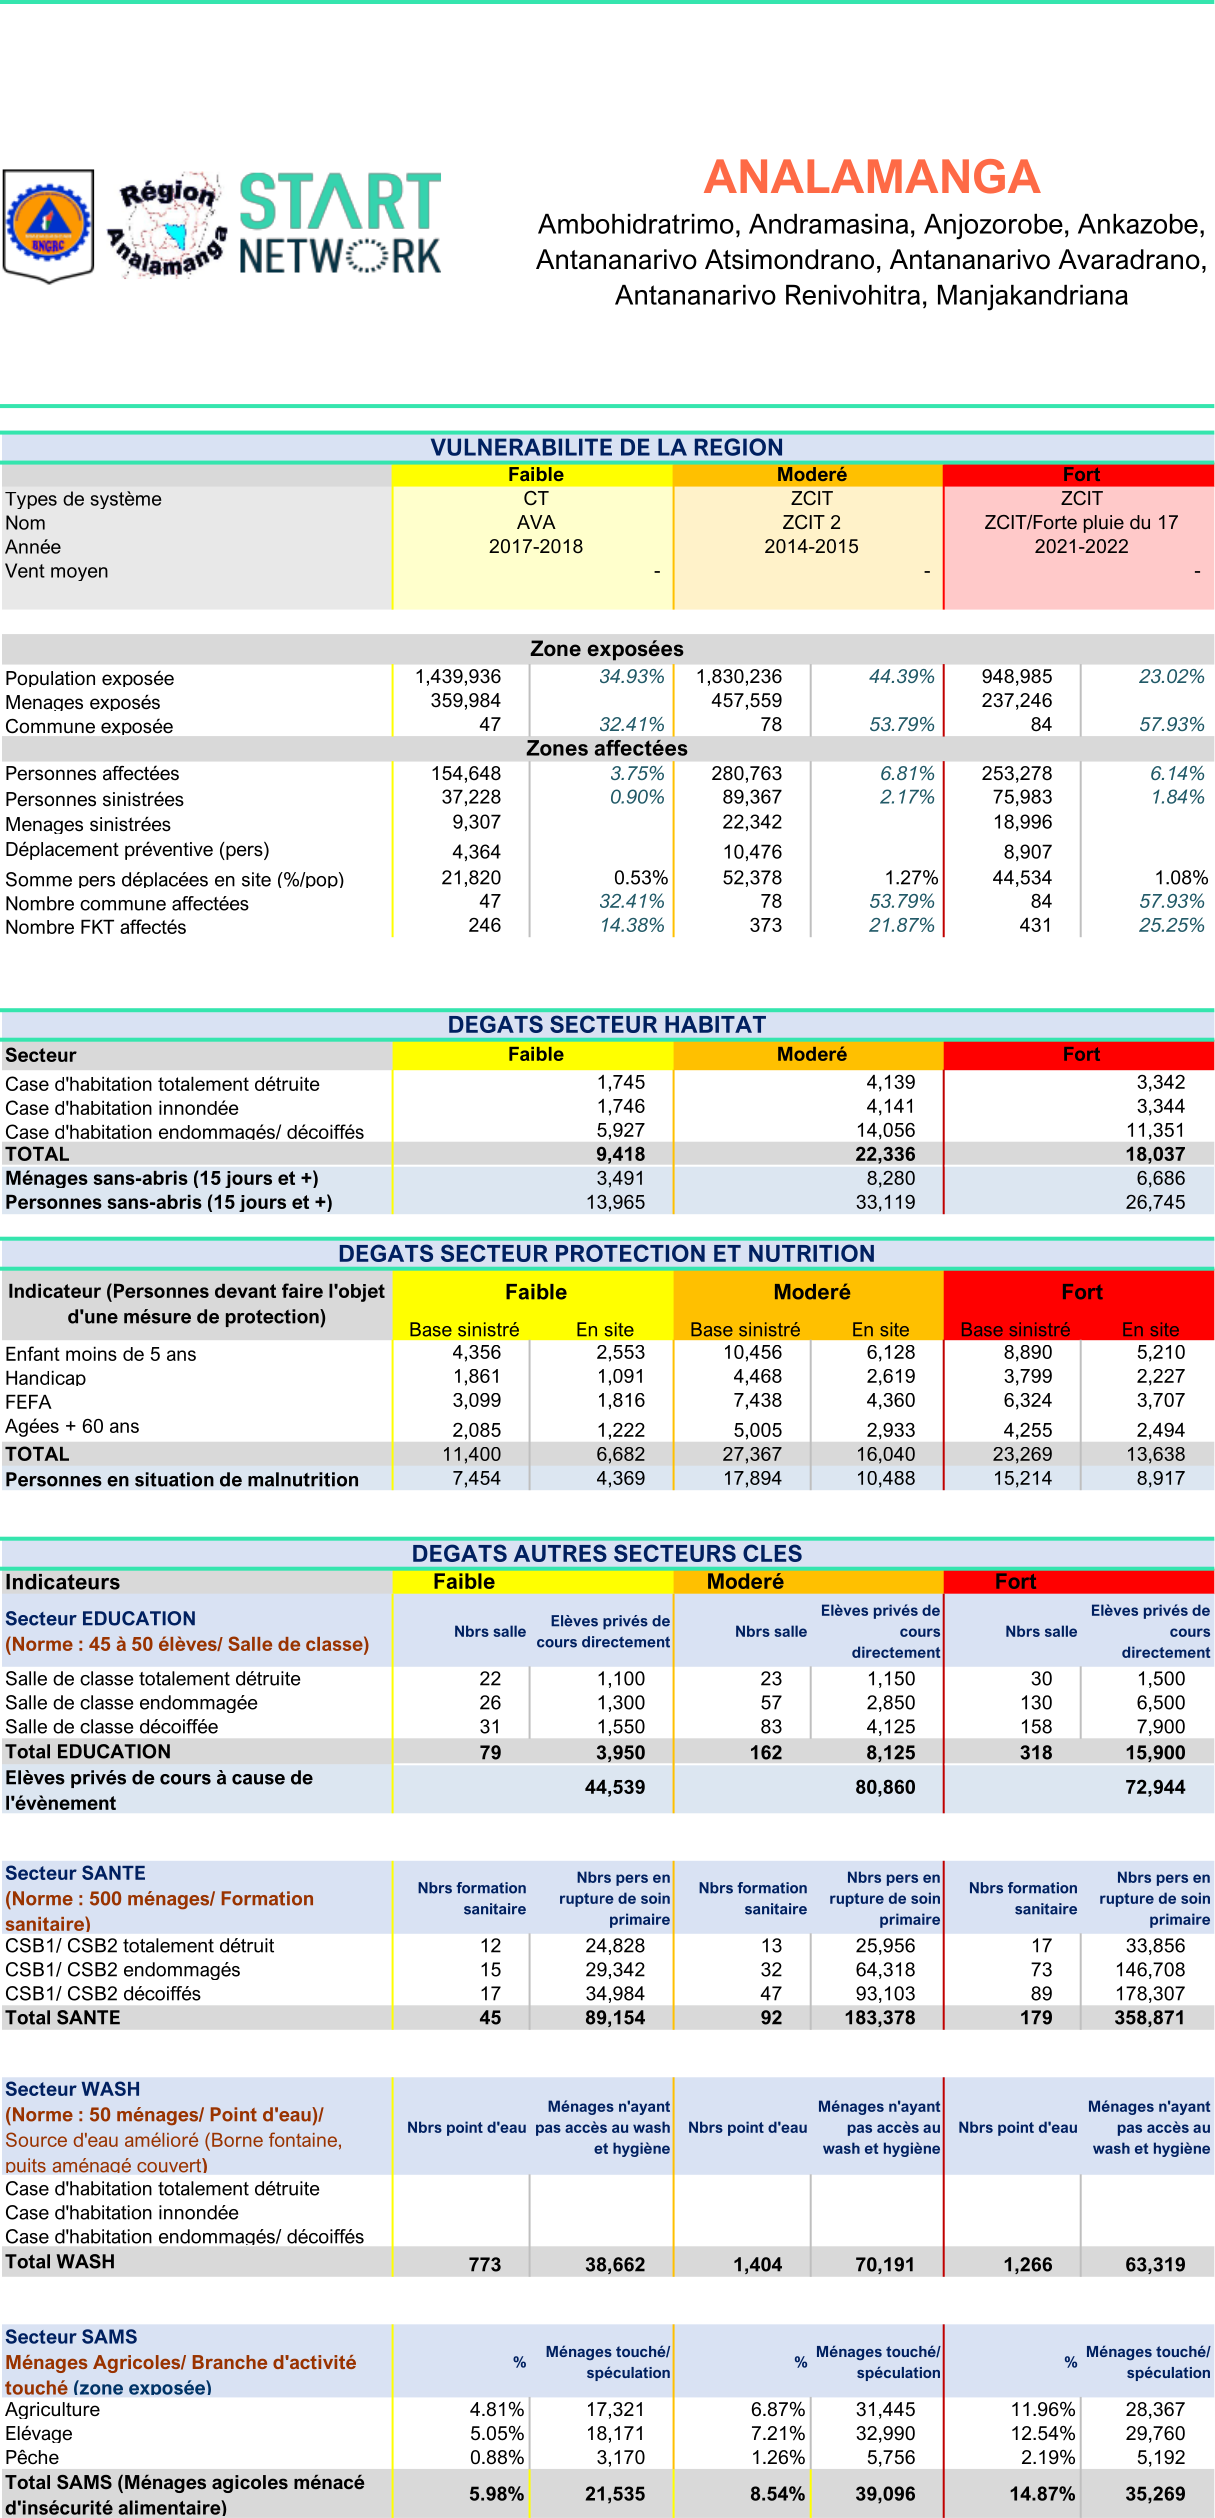 BNGRC
Région
Analamanga
START
NETWORK
ANALAMANGA
Ambohidratrimo, Andramasina, Anjozorobe, Ankazobe,
Antananarivo Atsimondrano, Antananarivo Avaradrano,
Antananarivo Renivohitra, Manjakandriana
VULNERABILITE DE LA REGION
Faible Moderé Fort
Types de système CT ZCIT ZCIT
Nom AVA ZCIT 2 ZCIT/Forte pluie du 17
Année 2017-2018 2014-2015 2021-2022
Vent moyen - - -
Zone exposées
Population exposée 1,439,936 34.93% 1,830,236 44.39% 948,985 23.02%
Menages exposés 359,984 457,559 237,246
Commune exposée 47 32.41% 78 53.79% 84 57.93%
Zones affectées
Personnes affectées 154,648 3.75% 280,763 6.81% 253,278 6.14%
Personnes sinistrées 37,228 0.90% 89,367 2.17% 75,983 1.84%
Menages sinistrées 9,307 22,342 18,996
Déplacement préventive (pers) 4,364 10,476 8,907
Somme pers déplacées en site (%/pop) 21,820 0.53% 52,378 1.27% 44,534 1.08%
Nombre commune affectées 47 32.41% 78 53.79% 84 57.93%
Nombre FKT affectés 246 14.38% 373 21.87% 431 25.25%
DEGATS SECTEUR HABITAT
Secteur Faible Moderé Fort
Case d'habitation totalement détruite 1,745 4,139 3,342
Case d'habitation innondée 1,746 4,141 3,344
Case d'habitation endommagés/ décoiffés 5,927 14,056 11,351
TOTAL 9,418 22,336 18,037
Ménages sans-abris (15 jours et +) 3,491 8,280 6,686
Personnes sans-abris (15 jours et +) 13,965 33,119 26,745
DEGATS SECTEUR PROTECTION ET NUTRITION
Indicateur (Personnes devant faire l'objet
d'une mésure de protection)
Faible Moderé Fort
Base sinistré En site Base sinistré En site Base sinistré En site
Enfant moins de 5 ans 4,356 2,553 10,456 6,128 8,890 5,210
Handicap 1,861 1,091 4,468 2,619 3,799 2,227
FEFA 3,099 1,816 7,438 4,360 6,324 3,707
Agées + 60 ans 2,085 1,222 5,005 2,933 4,255 2,494
TOTAL 11,400 6,682 27,367 16,040 23,269 13,638
Personnes en situation de malnutrition 7,454 4,369 17,894 10,488 15,214 8,917
DEGATS AUTRES SECTEURS CLES
Indicateurs Faible Moderé Fort
Secteur EDUCATION
(Norme : 45 à 50 élèves/ Salle de classe)
Nbrs salle
Elèves privés de
cours directement
Nbrs salle
Elèves privés de
cours
directement
Nbrs salle
Elèves privés de
cours
directement
Salle de classe totalement détruite 22 1,100 23 1,150 30 1,500
Salle de classe endommagée 26 1,300 57 2,850 130 6,500
Salle de classe décoiffée 31 1,550 83 4,125 158 7,900
Total EDUCATION 79 3,950 162 8,125 318 15,900
Elèves privés de cours à cause de
l'évènement
44,539 80,860 72,944
Secteur SANTE
(Norme : 500 ménages/ Formation
sanitaire)
Nbrs formation
sanitaire
Nbrs pers en
rupture de soin
primaire
Nbrs formation
sanitaire
Nbrs pers en
rupture de soin
primaire
Nbrs formation
sanitaire
Nbrs pers en
rupture de soin
primaire
CSB1/ CSB2 totalement détruit 12 24,828 13 25,956 17 33,856
CSB1/ CSB2 endommagés 15 29,342 32 64,318 73 146,708
CSB1/ CSB2 décoiffés 17 34,984 47 93,103 89 178,307
Total SANTE 45 89,154 92 183,378 179 358,871
Secteur WASH
(Norme : 50 ménages/ Point d'eau)/
Source d'eau amélioré (Borne fontaine,
puits aménagé couvert)
Nbrs point d'eau
Ménages n'ayant
pas accès au wash
et hygiène
Nbrs point d'eau
Ménages n'ayant
pas accès au
wash et hygiène
Nbrs point d'eau
Ménages n'ayant
pas accès au
wash et hygiène
Case d'habitation totalement détruite
Case d'habitation innondée
Case d'habitation endommagés/ décoiffés
Total WASH 773 38,662 1,404 70,191 1,266 63,319
Secteur SAMS
Ménages Agricoles/ Branche d'activité
touché (zone exposée)
%
Ménages touché/
spéculation
%
Ménages touché/
spéculation
%
Ménages touché/
spéculation
Agriculture 4.81% 17,321 6.87% 31,445 11.96% 28,367
Elévage 5.05% 18,171 7.21% 32,990 12.54% 29,760
Pêche 0.88% 3,170 1.26% 5,756 2.19% 5,192
Total SAMS (Ménages agicoles ménacé
d'insécurité alimentaire)
5.98% 21,535 8.54% 39,096 14.87% 35,269